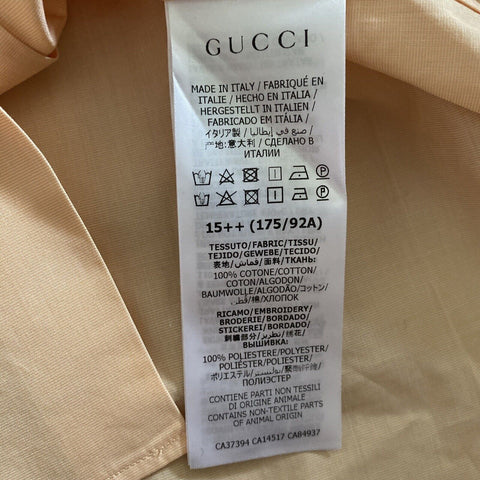 GUCCI
MADE IN ITALY / FABRIQUÉ EN
ITALIE / HECHO EN ITALIA /
HERGESTELLT IN ITALIEN /
FABRICADO EM ITÁLIA /
イタリア製 / صنع في إيطاليا /
产地:意大利 / СДЕЛАНО В
ИТАЛИИ
15++ (175/92A)
TESSUTO/FABRIC/TISSU/
TEJIDO/GEWEBE/TECIDO/
表地/قماش/面料/ТКАНЬ:
100% COTONE/COTTON/
COTON/ALGODON/
BAUMWOLLE/ALGODÃO/コットン
/قطن/棉/ХЛОПОК
RICAMO/EMBROIDERY/
BRODERIE/BORDADO/
STICKEREI/BORDADO/
刺繍部分/تطريز/绣花/
ВЫШИВКА:
100% POLIESTERE/POLYESTER/
POLIÉSTER/POLYESTER/
POLIÉSTER
/ポリエステル/بوليستر/聚酯纤维/
ПОЛИЭСТЕР
CONTIENE PARTI NON TESSILI
DI ORIGINE ANIMALE
CONTAINS NON-TEXTILE PARTS
OF ANIMAL ORIGIN
CA37394 CA14517 CA84937